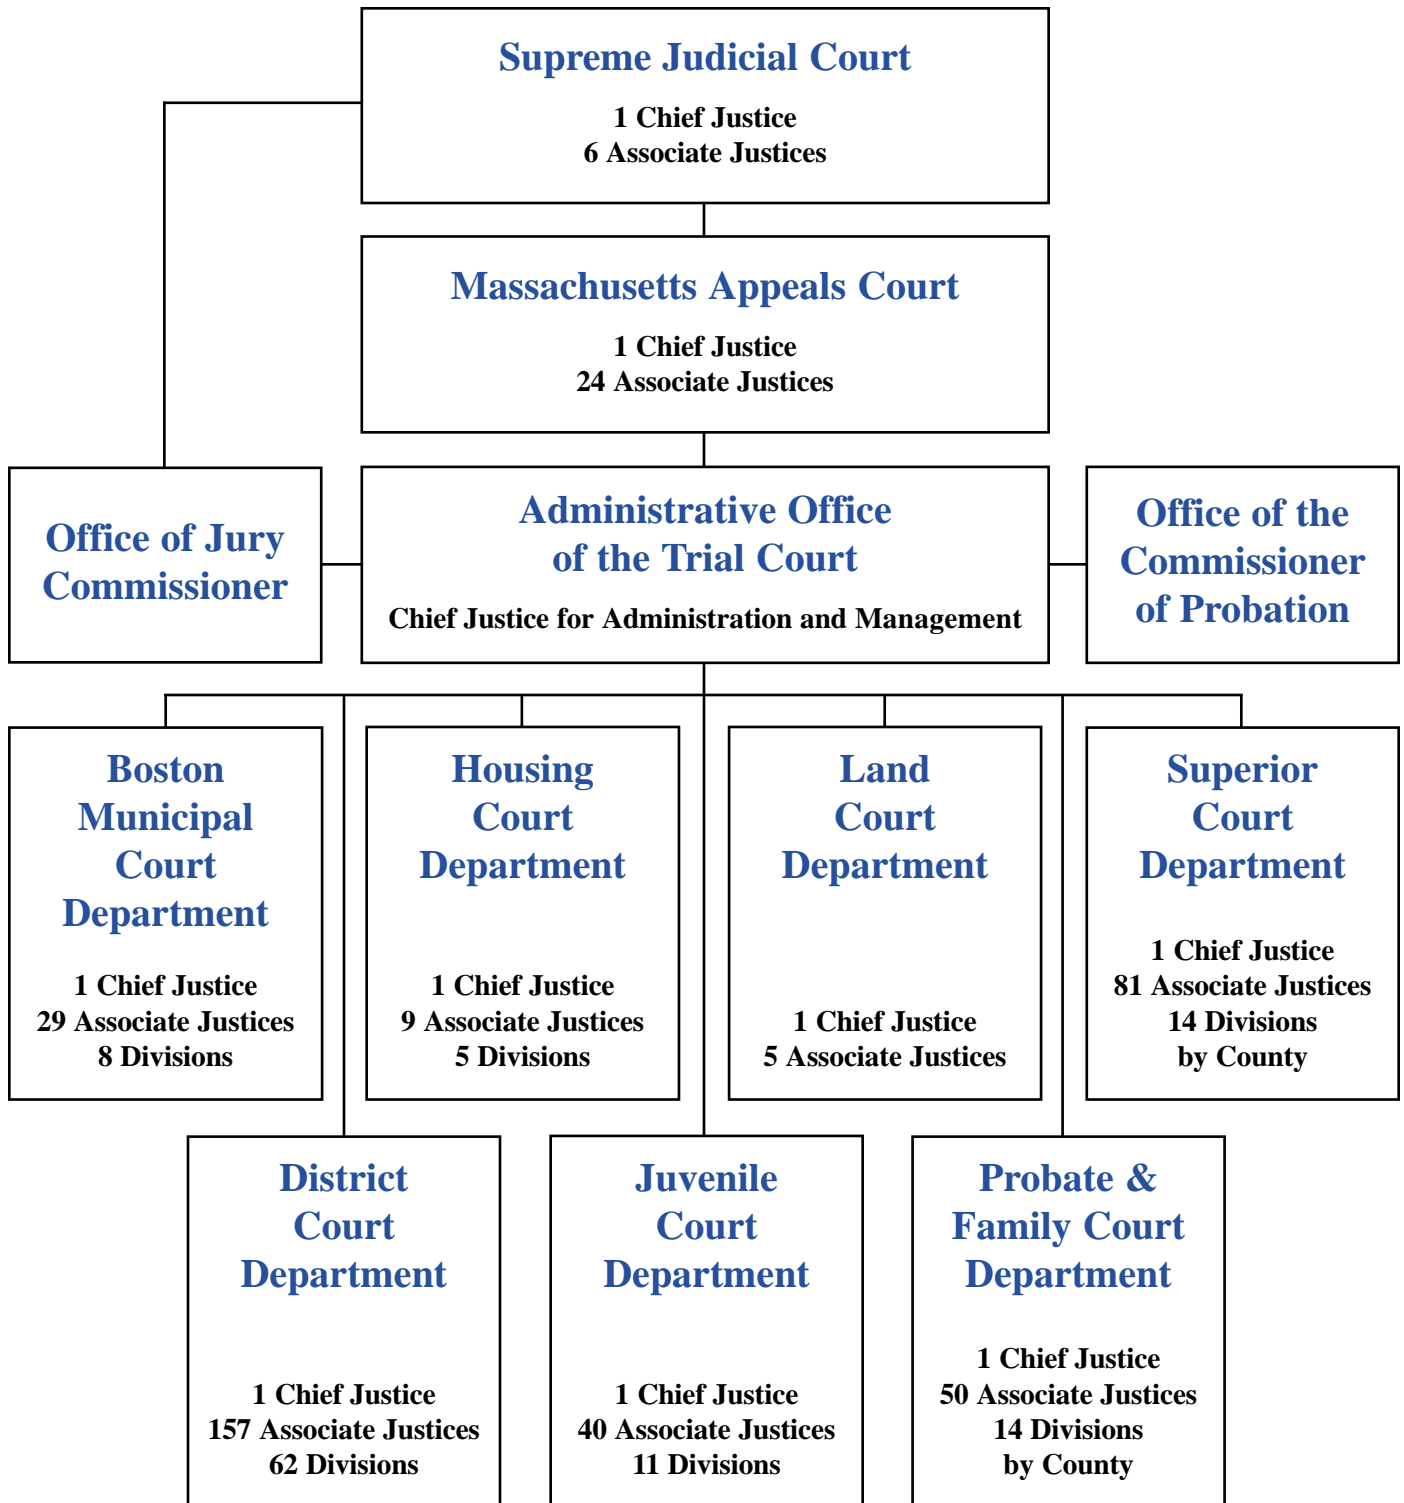 Supreme Judicial Court
1 Chief Justice
6 Associate Justices
Massachusetts Appeals Court
1 Chief Justice
24 Associate Justices
Office of Jury
Commissioner
Administrative Office
of the Trial Court
Chief Justice for Administration and Management
Office of the
Commissioner
of Probation
Boston
Municipal
Court
Department
1 Chief Justice
29 Associate Justices
8 Divisions
Housing
Court
Department
1 Chief Justice
9 Associate Justices
5 Divisions
Land
Court
Department
1 Chief Justice
5 Associate Justices
Superior
Court
Department
1 Chief Justice
81 Associate Justices
14 Divisions
by County
District
Court
Department
1 Chief Justice
157 Associate Justices
62 Divisions
Juvenile
Court
Department
1 Chief Justice
40 Associate Justices
11 Divisions
Probate &
Family Court
Department
1 Chief Justice
50 Associate Justices
14 Divisions
by County